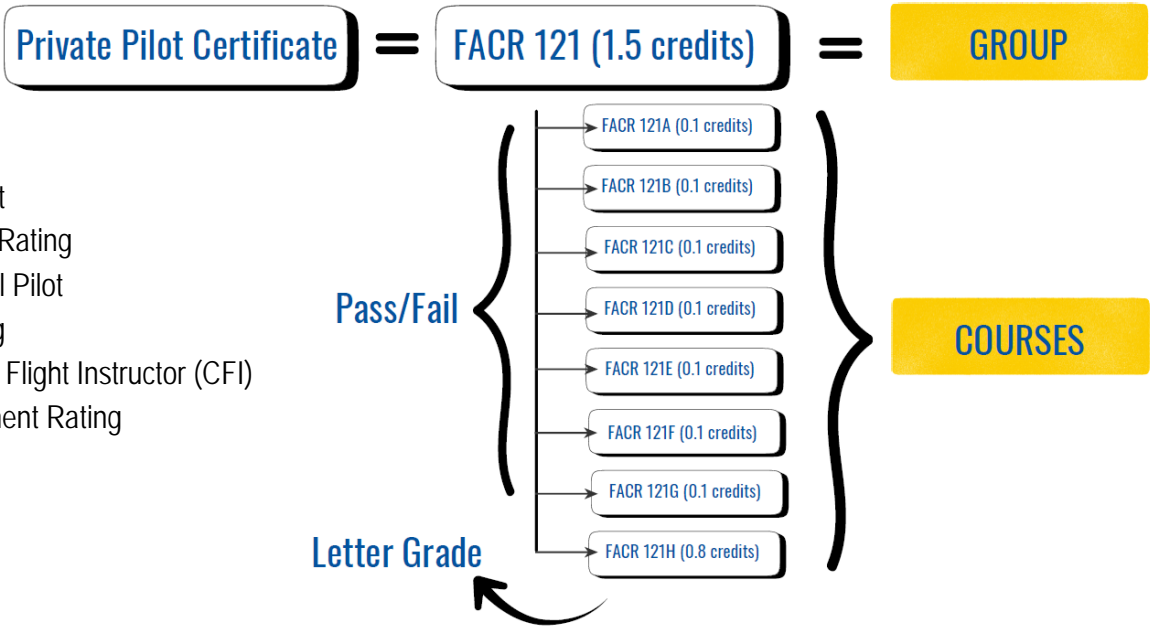 Private Pilot Certificate = FACR 121 (1.5 credits) = GROUP
FACR 121A (0.1 credits)
FACR 121B (0.1 credits)
FACR 121C (0.1 credits)
FACR 121D (0.1 credits)
FACR 121E (0.1 credits)
FACR 121F (0.1 credits)
FACR 121G (0.1 credits)
FACR 121H (0.8 credits)
Rating
Pilot
Flight Instructor (CFI)
Rating
Pass/Fail
Letter Grade
COURSES